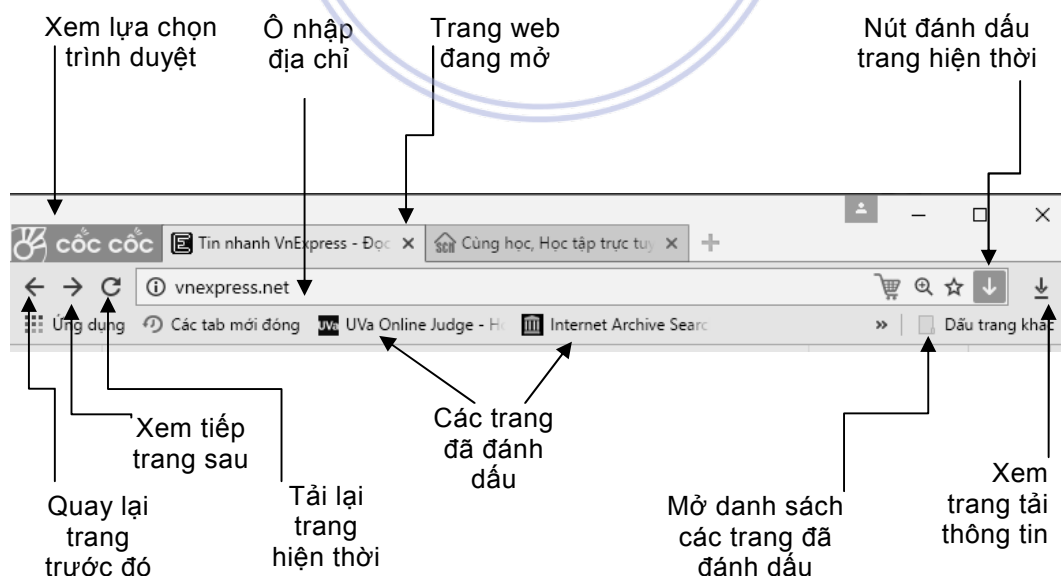 Xem lựa chọn
trình duyệt
Ô nhập
địa chỉ
Trang web
đang mở
Nút đánh dấu
trang hiện thời
cốc cốc
Tin nhanh VnExpress - Đọc
Cùng học, Học tập trực tuy
vnexpress.net
Ứng dụng
Các tab mới đóng
UVa
UVa Online Judge - H
Internet Archive Searc
»
Dấu trang khác
Xem tiếp
trang sau
Các trang
đã đánh
dấu
Quay lại
trang
trước đó
Tải lại
trang
hiện thời
Mở danh sách
các trang đã
đánh dấu
Xem
trang tải
thông tin